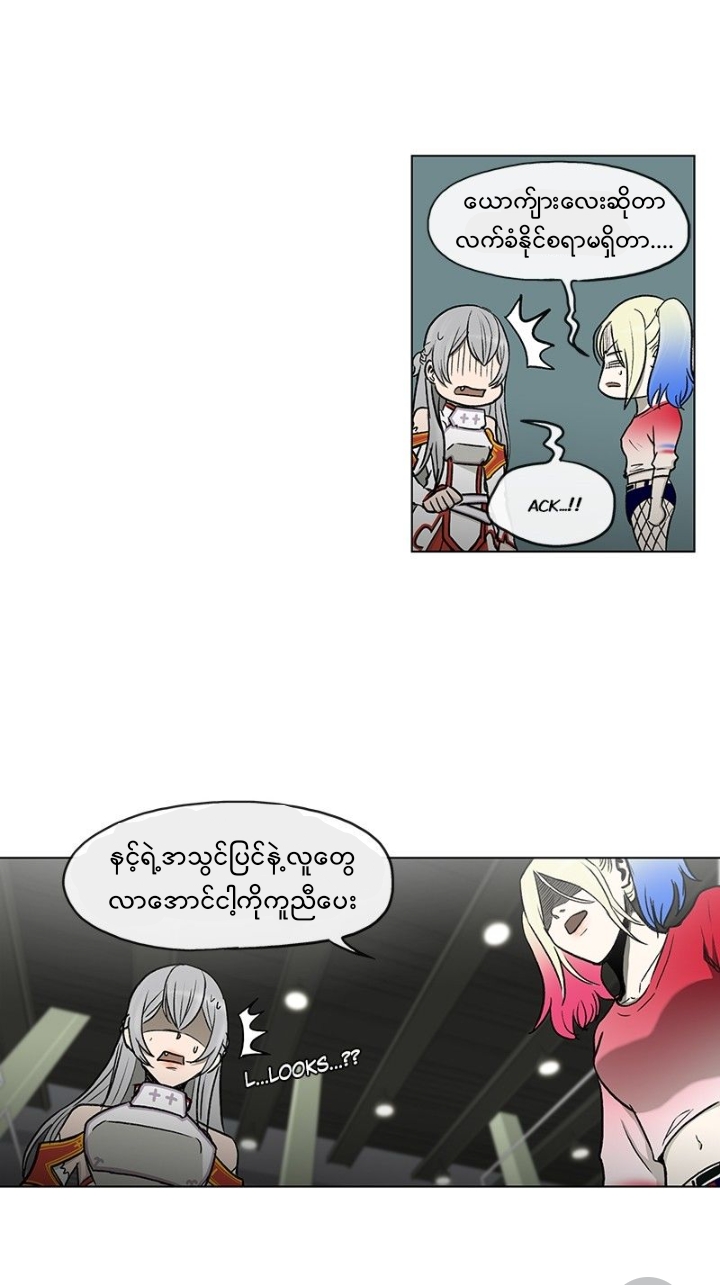 ယောက်ျားလေးဆိုတာ
လက်ခံနိုင်စရာမရှိတာ....
ACK...!!
နင့်ရဲ့အသွင်ပြင်နဲ့လူတွေ
လာအောင်ငါ့ကိုကူညီပေး
L...LOOKS...??